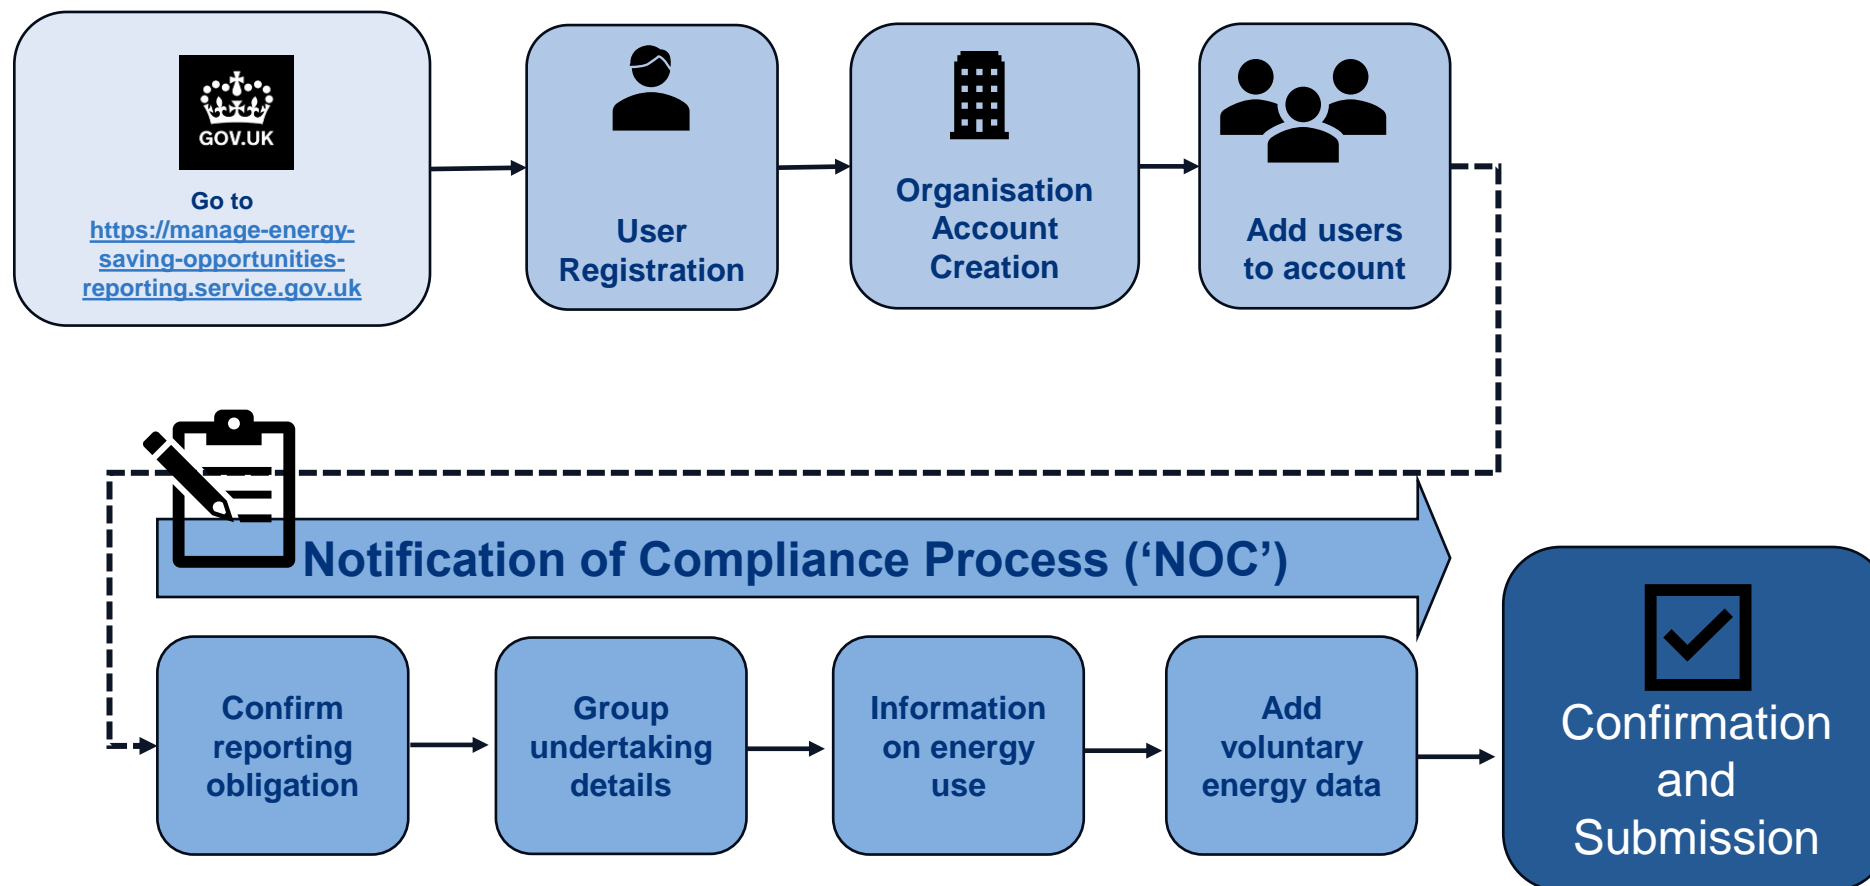 GOV.UK
Go to
https://manage-energy-
saving-opportunities-
reporting.service.gov.uk
User
Registration
Organisation
Account
Creation
Add users
to account
Notification of Compliance Process (‘NOC’)
Confirm
reporting
obligation
Group
undertaking
details
Information
on energy
use
Add
voluntary
energy data
Confirmation
and
Submission